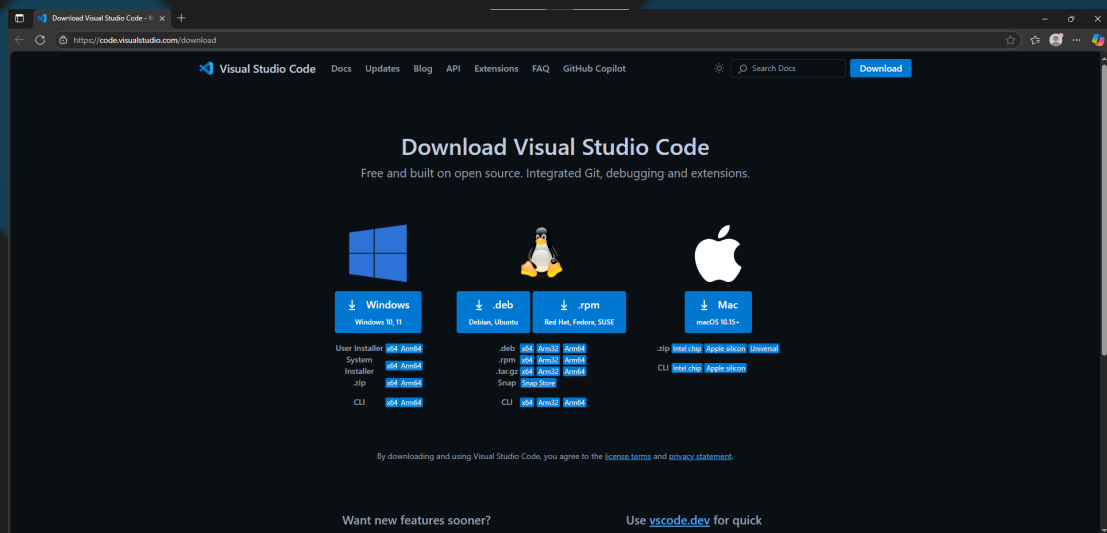 Download Visual Studio Code - M
https://code.visualstudio.com/download
Visual Studio Code Docs Updates Blog API Extensions FAQ GitHub Copilot Search Docs Download
Download Visual Studio Code
Free and built on open source. Integrated Git, debugging and extensions.
Windows
Windows 10, 11
.deb
Debian, Ubuntu
.rpm
Red Hat, Fedora, SUSE
Mac
macOS 10.15+
User Installer x64 Arm64
System Installer x64 Arm64
.zip x64 Arm64
CLI x64 Arm64
.deb x64 Arm32 Arm64
.rpm x64 Arm32 Arm64
.tar.gz x64 Arm32 Arm64
Snap Snap Store
CLI x64 Arm32 Arm64
.zip Intel chip Apple silicon Universal
CLI Intel chip Apple silicon
By downloading and using Visual Studio Code, you agree to the license terms and privacy statement.
Want new features sooner?
Use vscode.dev for quick